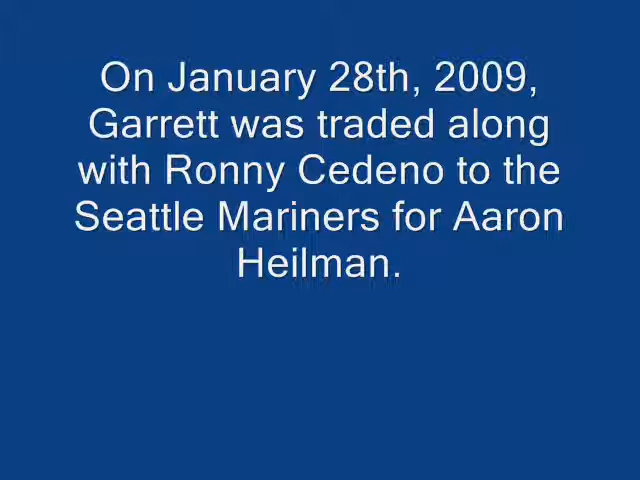 On January 28th, 2009,
Garrett was traded along
with Ronny Cedeno to the
Seattle Mariners for Aaron
Heilman.